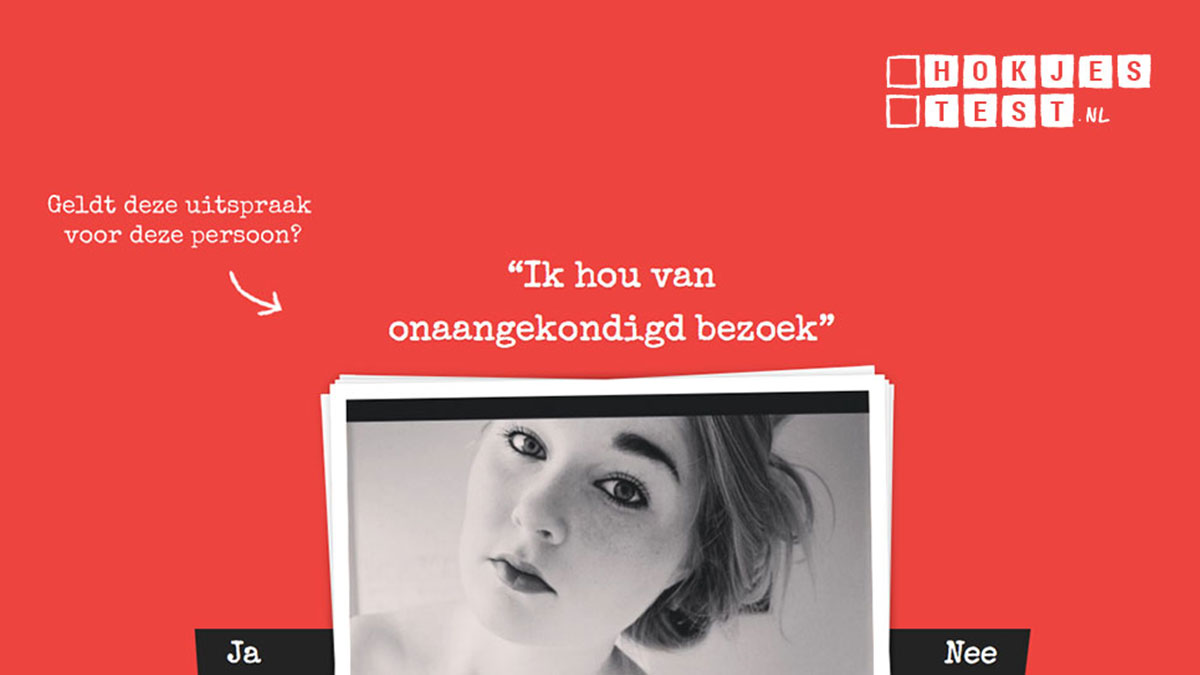 HOKJES
TEST.NL
Geldt deze uitspraak
voor deze persoon?
“Ik hou van
onaangekondigd bezoek”
Ja
Nee